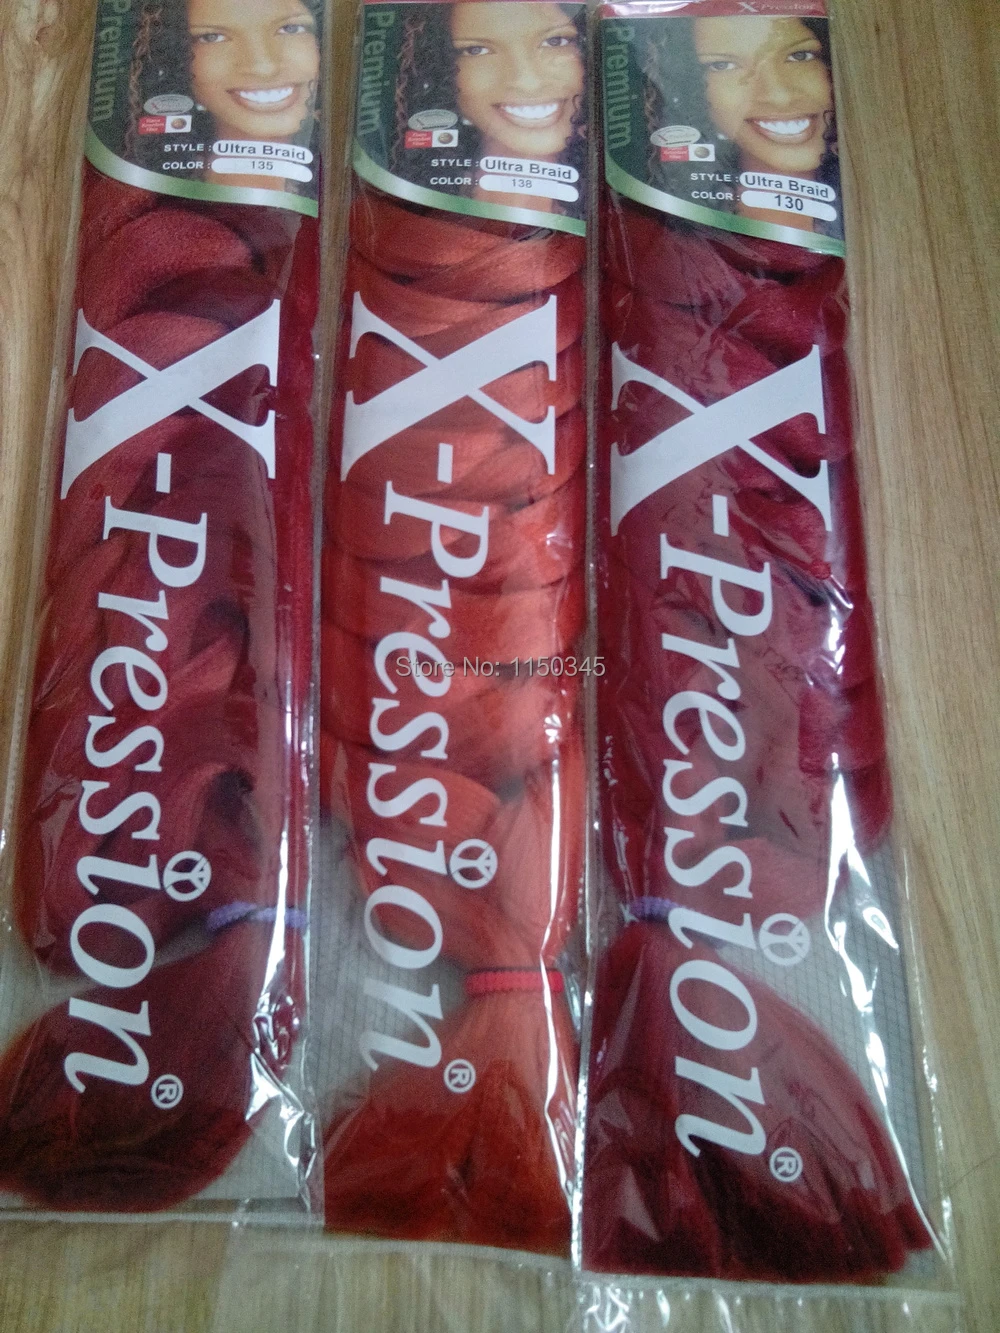 Premium
STYLE : Ultra Braid
COLOR : 135
X-Pression®
Premium
STYLE : Ultra Braid
COLOR : 138
X-Pression®
X-Pression
Premium
STYLE : Ultra Braid
COLOR : 130
X-Pression®
Store No: 1150345